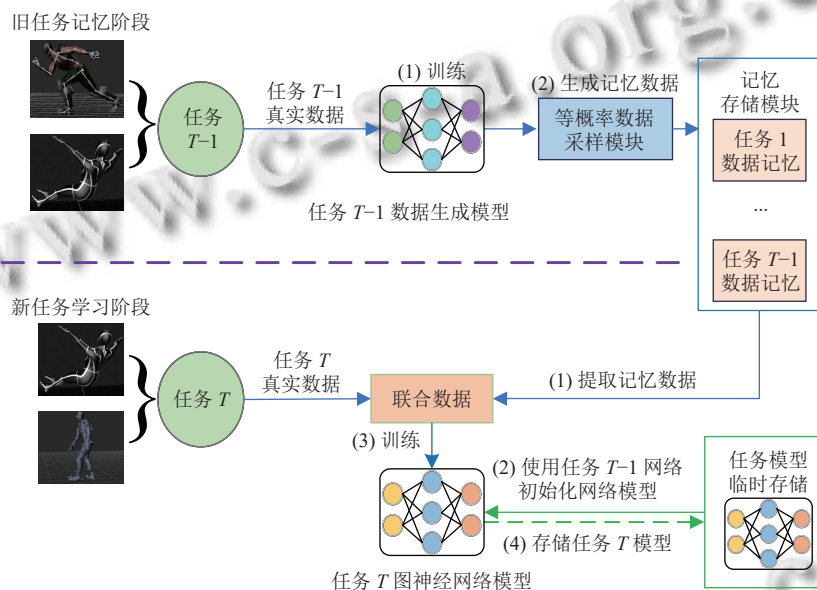 旧任务记忆阶段
任务
T−1
任务 T−1
真实数据
(1) 训练
任务 T−1 数据生成模型
(2) 生成记忆数据
等概率数据
采样模块
记忆
存储模块
任务 1
数据记忆
...
任务 T−1
数据记忆
新任务学习阶段
任务 T
任务 T
真实数据
联合数据
(1) 提取记忆数据
(3) 训练
(2) 使用任务 T−1 网络
初始化网络模型
(4) 存储任务 T 模型
任务 T 图神经网络模型
任务模型
临时存储
www.c-s-a.org.cn